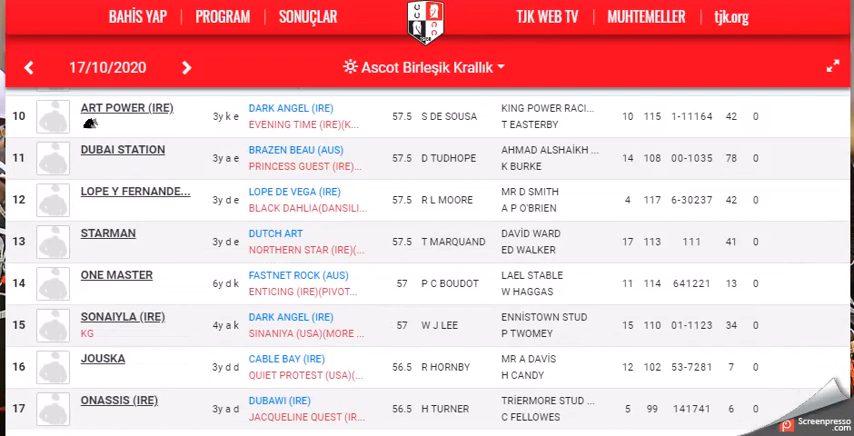 BAHİS YAP | PROGRAM | SONUÇLAR TJK WEB TV | MUHTEMELLER | tjk.org
17/10/2020 Ascot Birleşik Krallık
10 ART POWER (IRE) 3y k e DARK ANGEL (IRE) 57.5 S DE SOUSA KING POWER RACI... 10 115 1-11164 42 0
EVENING TIME (IRE)(K... T EASTERBY
11 DUBAI STATION 3y a e BRAZEN BEAU (AUS) 57.5 D TUDHOPE AHMAD ALSHAİKH ... 14 108 00-1035 78 0
PRINCESS GUEST (IRE)... K BURKE
12 LOPE Y FERNANDE... 3y d e LOPE DE VEGA (IRE) 57.5 R L MOORE MR D SMITH 4 117 6-30237 42 0
BLACK DAHLIA(DANSILI... A P O'BRIEN
13 STARMAN 3y d e DUTCH ART 57.5 T MARQUAND DAVİD WARD 17 113 111 41 0
NORTHERN STAR (IRE)(... ED WALKER
14 ONE MASTER 6y d k FASTNET ROCK (AUS) 57 P C BOUDOT LAEL STABLE 11 114 641221 13 0
ENTICING (IRE)(PIVOT... W HAGGAS
15 SONAIYLA (IRE) 4y a k DARK ANGEL (IRE) 57 W J LEE ENNİSTOWN STUD 15 110 01-1123 34 0
KG SINANIYA (USA)(MORE ... P TWOMEY
16 JOUSKA 3y d d CABLE BAY (IRE) 56.5 R HORNBY MR A DAVİS 12 102 53-7281 7 0
QUIET PROTEST (USA)(... H CANDY
17 ONASSIS (IRE) 3y a d DUBAWI (IRE) 56.5 H TURNER TRİERMORE STUD ... 5 99 141741 6 0
JACQUELINE QUEST (IR... C FELLOWES
Screenpresso
.com